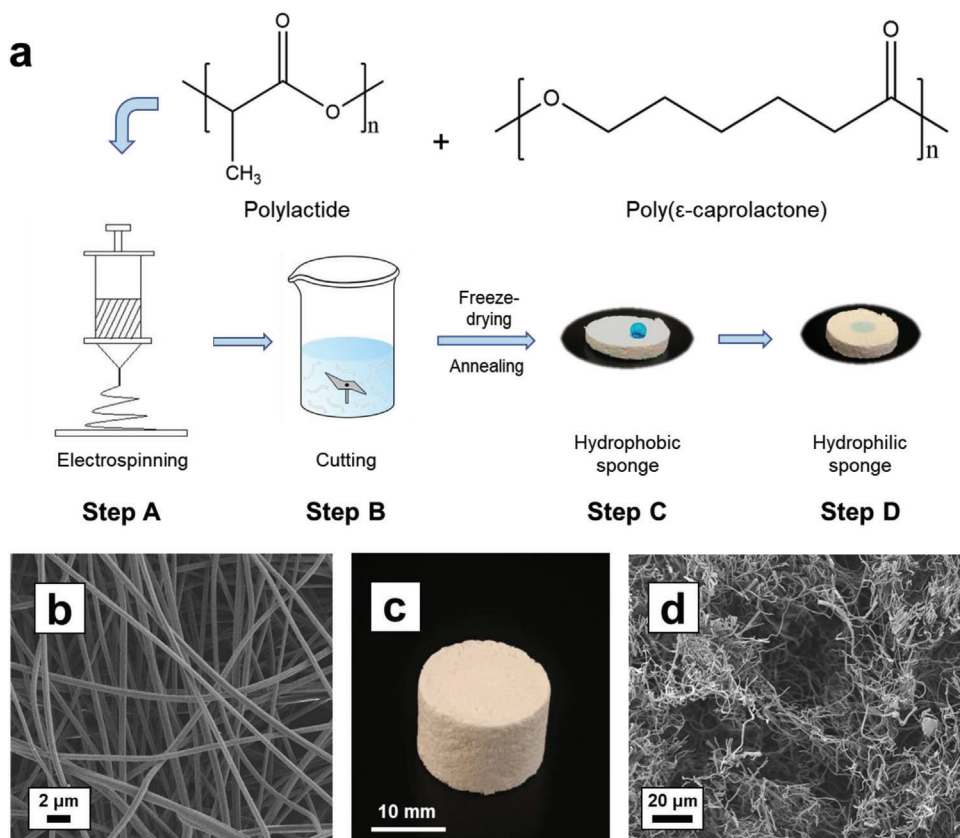 a
O
O
n
CH3
Polylactide
+
O
O
n
Poly(ε-caprolactone)
Electrospinning
Step A
Cutting
Step B
Freeze-
drying
Annealing
Hydrophobic
sponge
Step C
Hydrophilic
sponge
Step D
b
2 µm
c
10 mm
d
20 µm